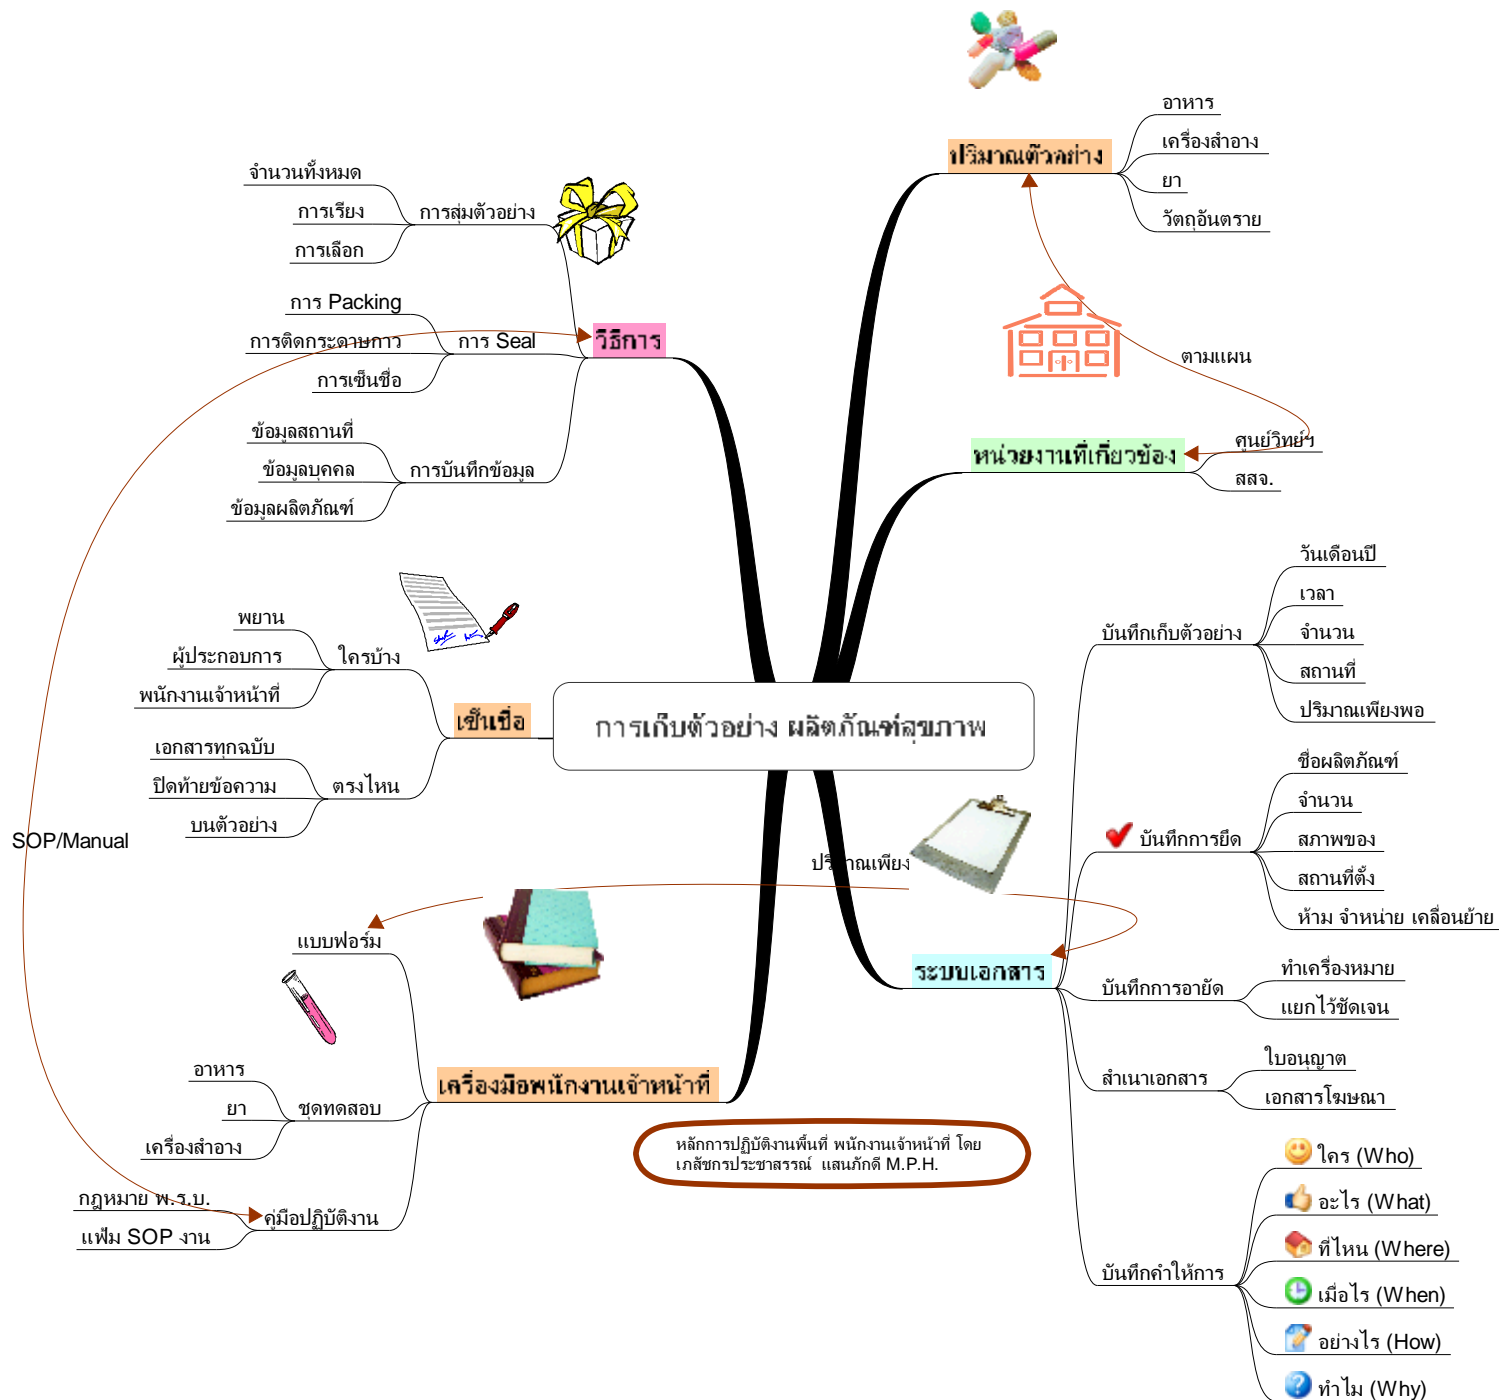 การเก็บตัวอย่าง ผลิตภัณฑ์สุขภาพ
ปริมาณตัวอย่าง
อาหาร
เครื่องสำอาง
ยา
วัตถุอันตราย
ตามแผน
หน่วยงานที่เกี่ยวข้อง
ศูนย์วิทย์ฯ
สสจ.
ระบบเอกสาร
บันทึกเก็บตัวอย่าง
วันเดือนปี
เวลา
จำนวน
สถานที่
ปริมาณเพียงพอ
บันทึกการยึด
ชื่อผลิตภัณฑ์
จำนวน
สภาพของ
สถานที่ตั้ง
ห้าม จำหน่าย เคลื่อนย้าย
บันทึกการอายัด
ทำเครื่องหมาย
แยกไว้ชัดเจน
สำเนาเอกสาร
ใบอนุญาต
เอกสารโฆษณา
บันทึกคำให้การ
ใคร (Who)
อะไร (What)
ที่ไหน (Where)
เมื่อไร (When)
อย่างไร (How)
ทำไม (Why)
วิธีการ
การสุ่มตัวอย่าง
จำนวนทั้งหมด
การเรียง
การเลือก
การ Seal
การ Packing
การติดกระดาษกาว
การเซ็นชื่อ
การบันทึกข้อมูล
ข้อมูลสถานที่
ข้อมูลบุคคล
ข้อมูลผลิตภัณฑ์
เซ็นชื่อ
ใครบ้าง
พยาน
ผู้ประกอบการ
พนักงานเจ้าหน้าที่
ตรงไหน
เอกสารทุกฉบับ
ปิดท้ายข้อความ
บนตัวอย่าง
SOP/Manual
ปริมาณเพียง
เครื่องมือพนักงานเจ้าหน้าที่
แบบฟอร์ม
ชุดทดสอบ
อาหาร
ยา
เครื่องสำอาง
คู่มือปฏิบัติงาน
กฎหมาย พ.ร.บ.
แฟ้ม SOP งาน
หลักการปฏิบัติงานพื้นที่ พนักงานเจ้าหน้าที่ โดย
เภสัชกรประชาสรรณ์ แสนภักดี M.P.H.